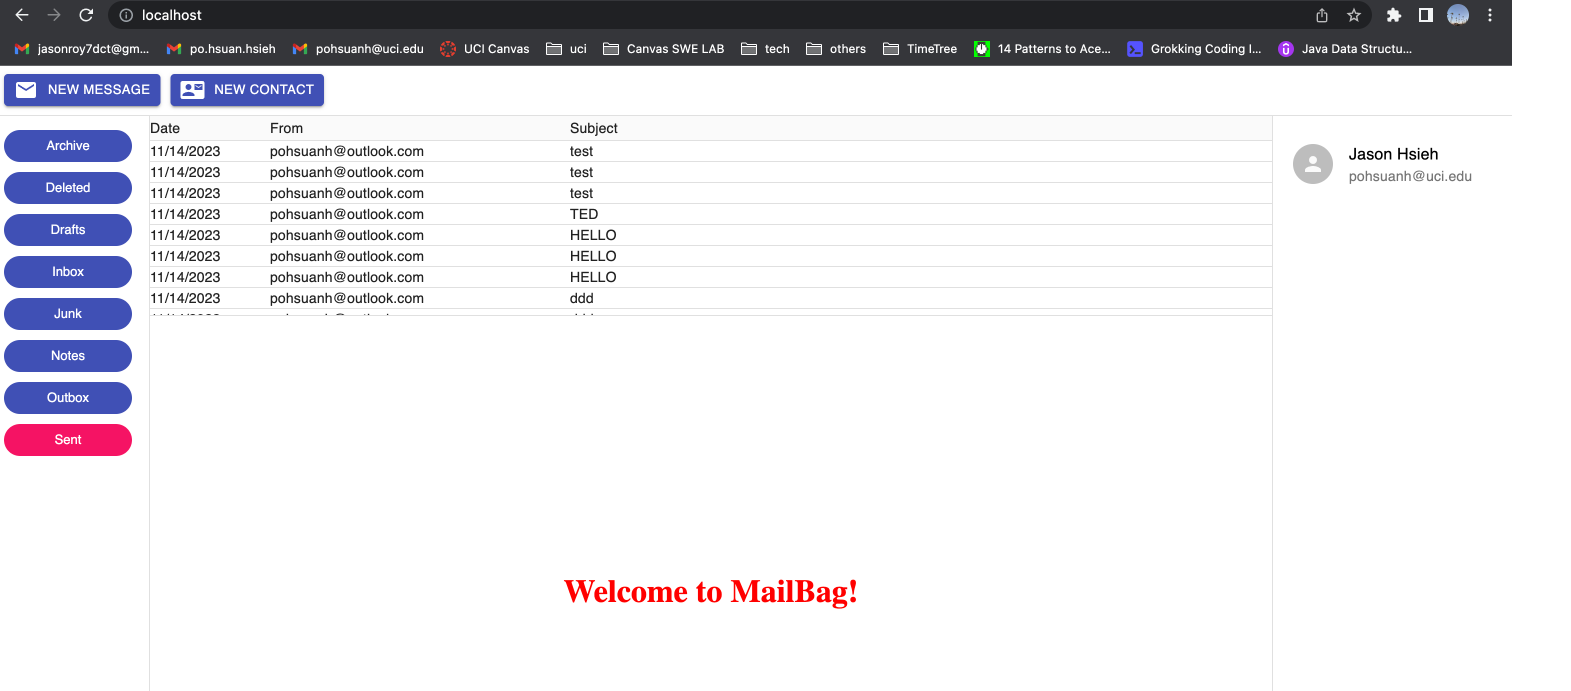 localhost
jasonroy7dct@gm... po.hsuan.hsieh pohsuanh@uci.edu UCI Canvas uci Canvas SWE LAB tech others TimeTree 14 Patterns to Ace... Grokking Coding I... Java Data Structu...
NEW MESSAGE NEW CONTACT
Archive
Deleted
Drafts
Inbox
Junk
Notes
Outbox
Sent
Date From Subject
11/14/2023 pohsuanh@outlook.com test
11/14/2023 pohsuanh@outlook.com test
11/14/2023 pohsuanh@outlook.com test
11/14/2023 pohsuanh@outlook.com TED
11/14/2023 pohsuanh@outlook.com HELLO
11/14/2023 pohsuanh@outlook.com HELLO
11/14/2023 pohsuanh@outlook.com HELLO
11/14/2023 pohsuanh@outlook.com ddd
Welcome to MailBag!
Jason Hsieh
pohsuanh@uci.edu